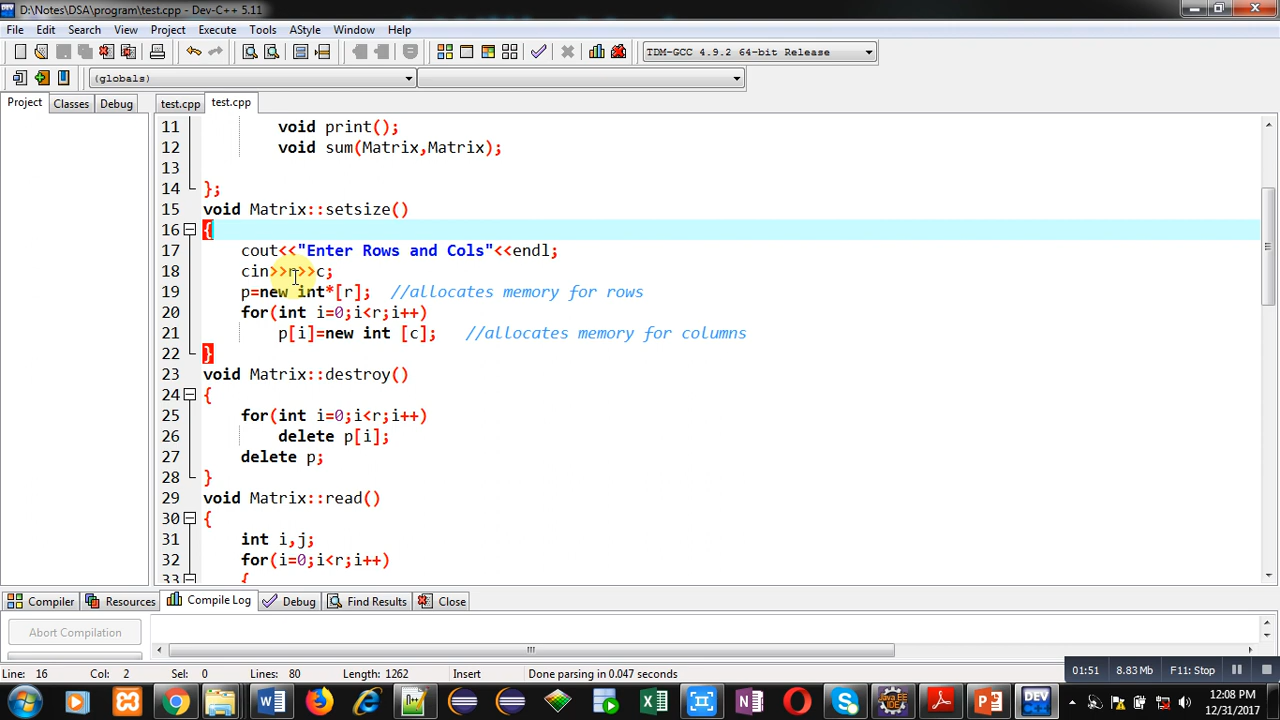 D:\Notes\DSA\program\test.cpp - Dev-C++ 5.11
File Edit Search View Project Execute Tools AStyle Window Help
TDM-GCC 4.9.2 64-bit Release
(globals)
Project Classes Debug test.cpp test.cpp
11 void print();
12 void sum(Matrix,Matrix);
13
14 };
15 void Matrix::setsize()
16 {
17 cout<<"Enter Rows and Cols"<<endl;
18 cin>>r>>c;
19 p=new int*[r]; //allocates memory for rows
20 for(int i=0;i<r;i++)
21 p[i]=new int [c]; //allocates memory for columns
22 }
23 void Matrix::destroy()
24 {
25 for(int i=0;i<r;i++)
26 delete p[i];
27 delete p;
28 }
29 void Matrix::read()
30 {
31 int i,j;
32 for(i=0;i<r;i++)
33 {
Compiler Resources Compile Log Debug Find Results Close
Abort Compilation
Line: 16 Col: 2 Sel: 0 Lines: 80 Length: 1262 Insert Done parsing in 0.047 seconds
01:51 8.83 Mb F11: Stop
12:08 PM
12/31/2017